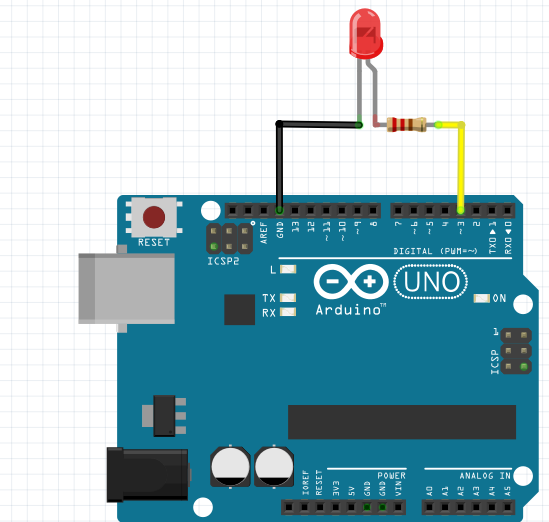 RESET
ICSP2
AREF
GND
13
12
~11
~10
~9
8
7
~6
~5
4
~3
2
TX0▶1
RX0◀0
DIGITAL (PWM=~)
L
TX
RX
UNO
Arduino™
ON
1
ICSP
POWER
ANALOG IN
IOREF
RESET
3V3
5V
GND
GND
VIN
A0
A1
A2
A3
A4
A5